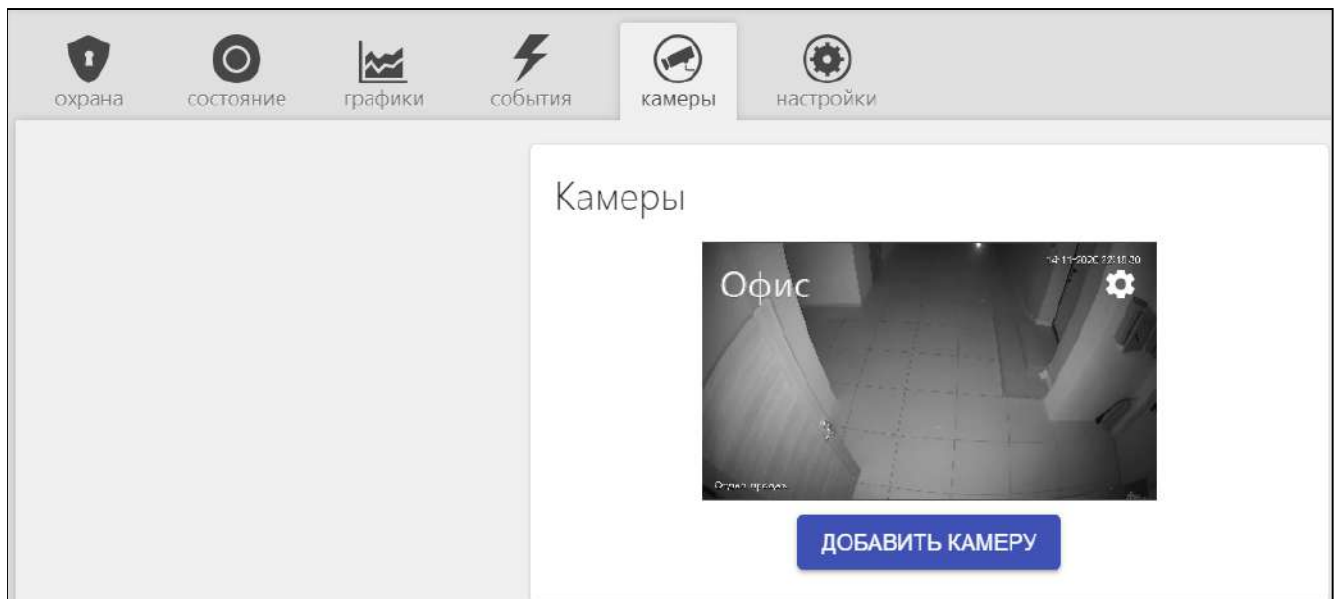 охрана состояние графики события камеры настройки
Камеры
Офис
ДОБАВИТЬ КАМЕРУ